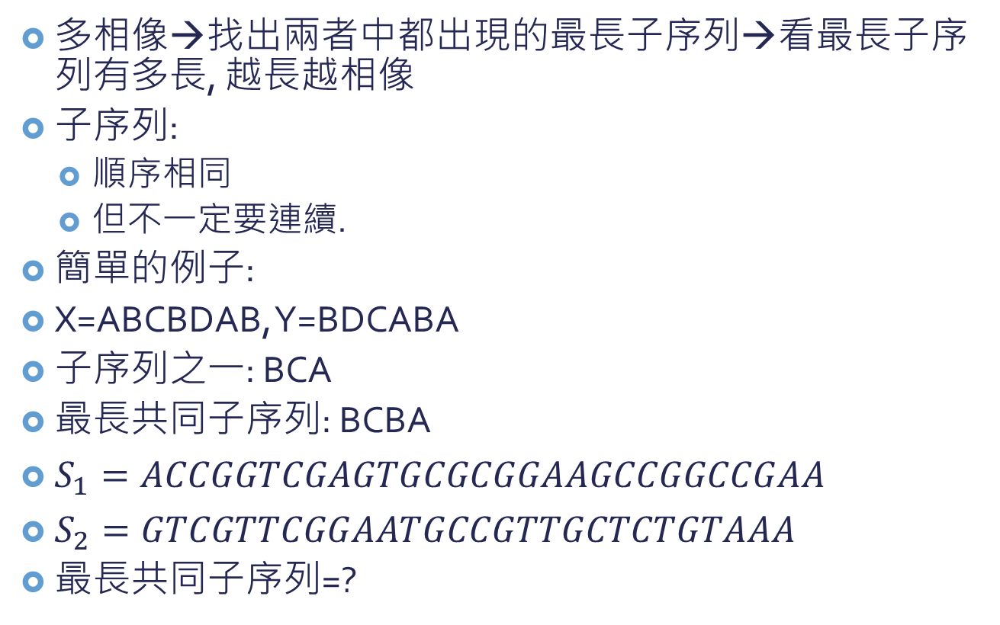 多相像→找出兩者中都出現的最長子序列→看最長子序
列有多長, 越長越相像
子序列:
順序相同
但不一定要連續.
簡單的例子:
X=ABCBDAB,Y=BDCABA
子序列之一: BCA
最長共同子序列: BCBA
S₁ = ACCGGTCGAGTGCGCGGAAGCCGGCCGAA
S₂ = GTCGTTCGGAATGCCGTTGCTCTGTAAA
最長共同子序列=?